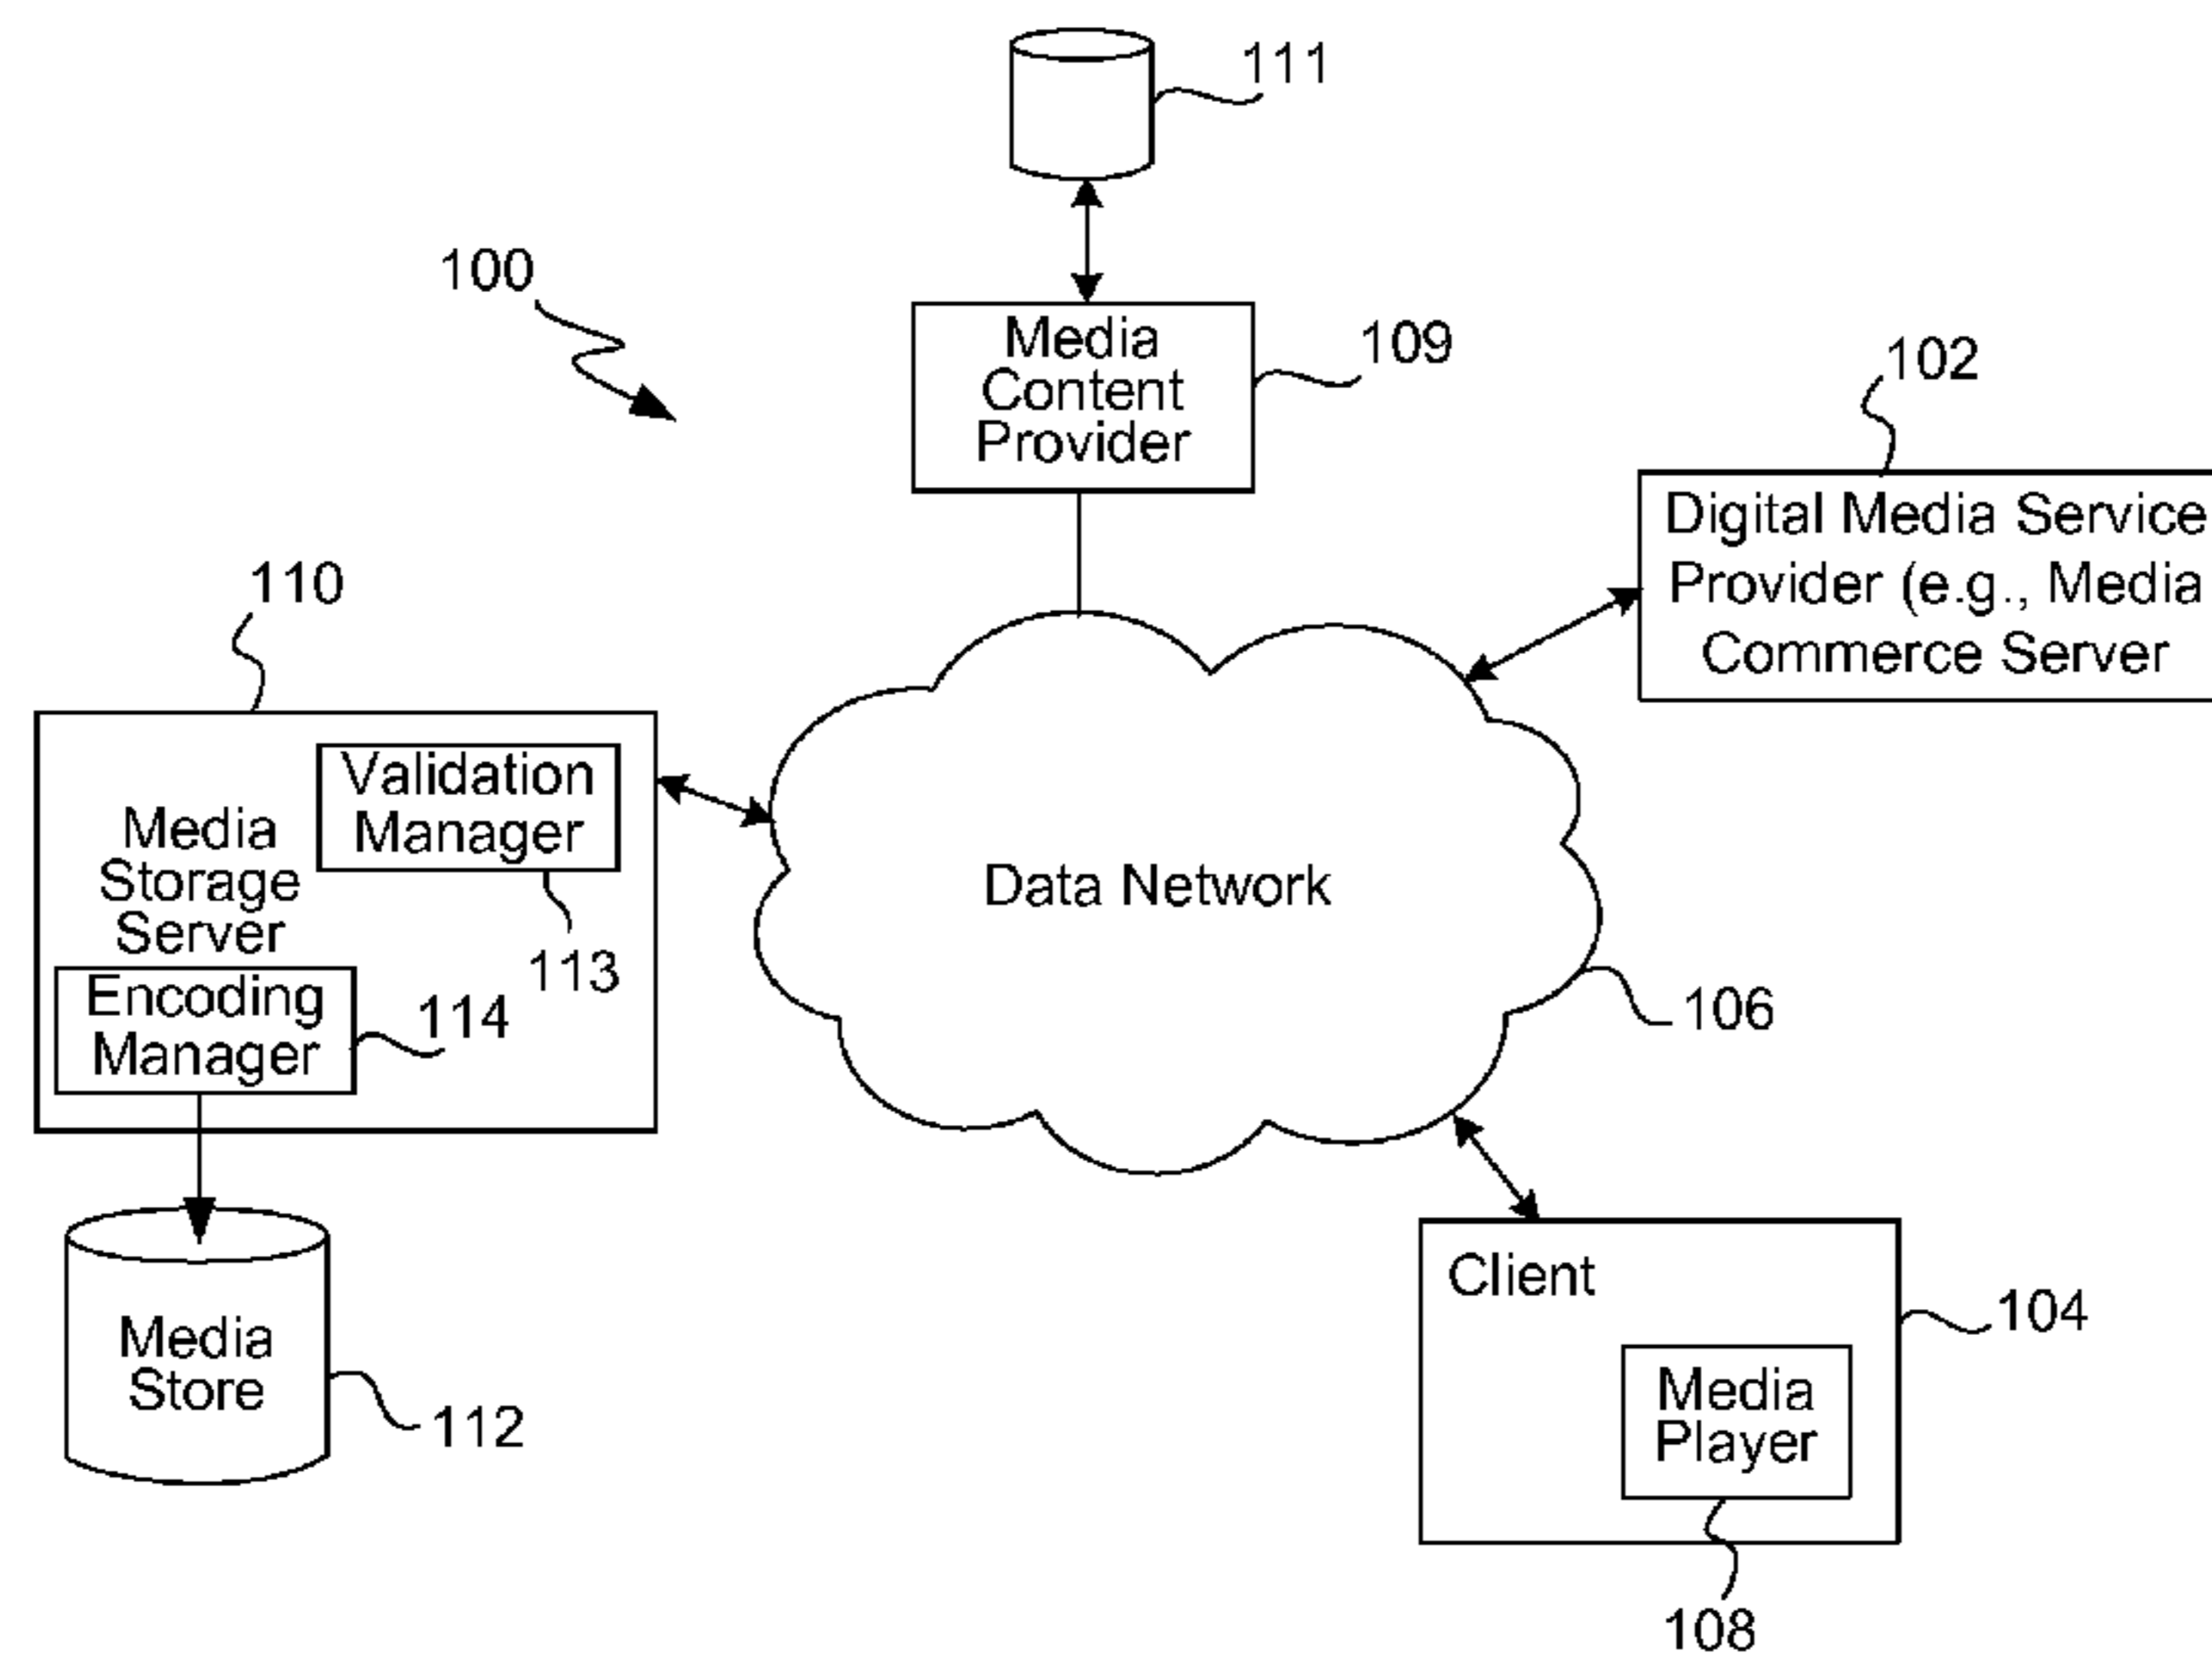 111
100
Media
Content
Provider
109
102
Digital Media Service
Provider (e.g., Media
Commerce Server
110
Validation
Manager
Media
Storage
Server
113
Encoding
Manager
114
Data Network
106
Media
Store
112
Client
104
Media
Player
108